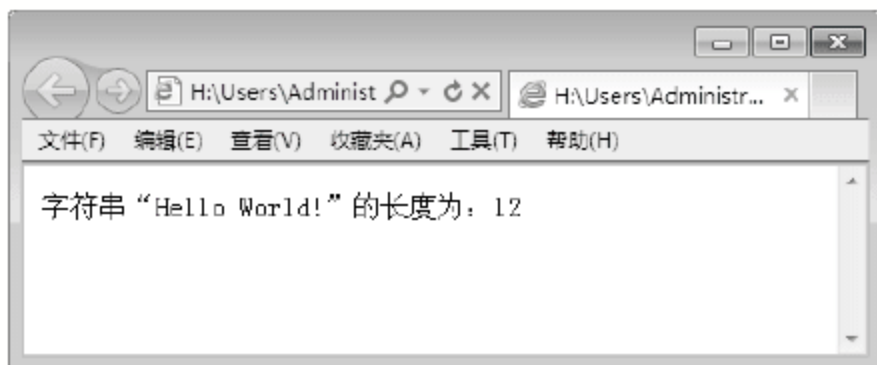 H:\Users\Administ
H:\Users\Administr...
文件(F) 编辑(E) 查看(V) 收藏夹(A) 工具(T) 帮助(H)
字符串“Hello World!”的长度为：12